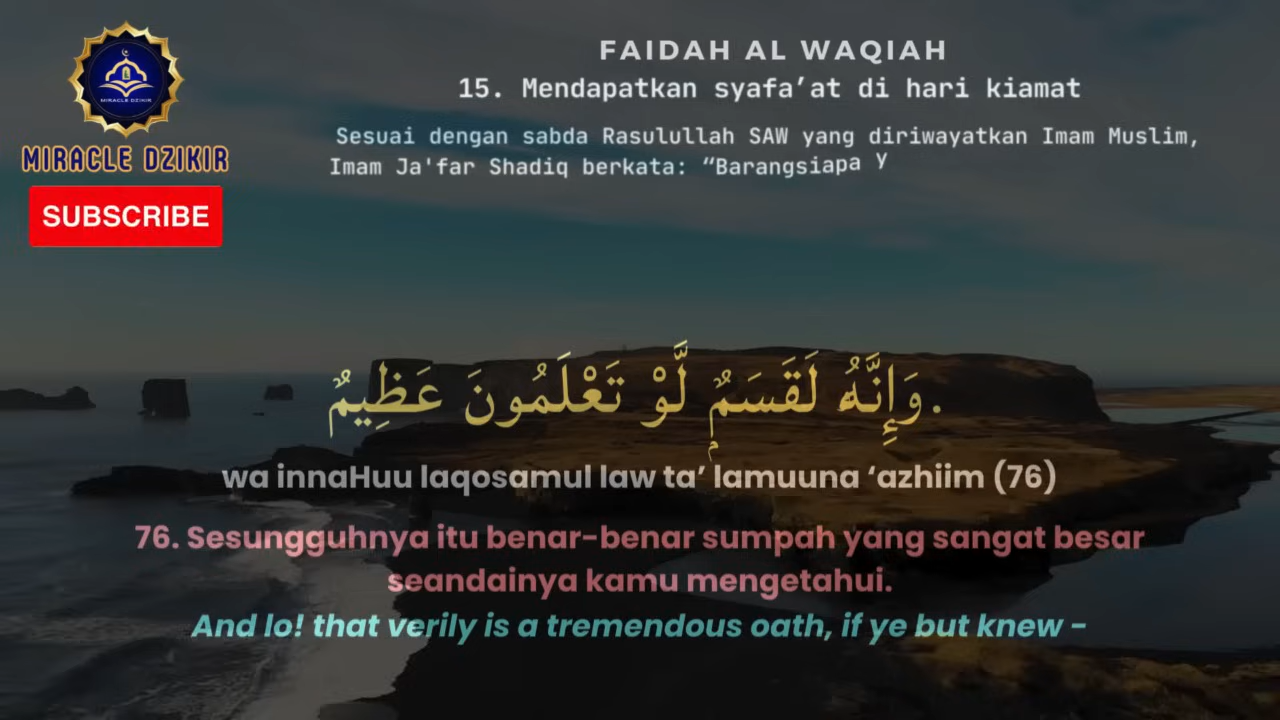 MIRACLE DZIKIR
MIRACLE DZIKIR
SUBSCRIBE
FAIDAH AL WAQIAH
15. Mendapatkan syafa’at di hari kiamat
Sesuai dengan sabda Rasulullah SAW yang diriwayatkan Imam Muslim,
Imam Ja'far Shadiq berkata: “Barangsiapa y
وَإِنَّهُۥ لَقَسَمٌۭ لَّوْ تَعْلَمُونَ عَظِيمٌ.
wa innaHuu laqosamul law ta’ lamuuna ‘azhiim (76)
76. Sesungguhnya itu benar-benar sumpah yang sangat besar
seandainya kamu mengetahui.
And lo! that verily is a tremendous oath, if ye but knew -